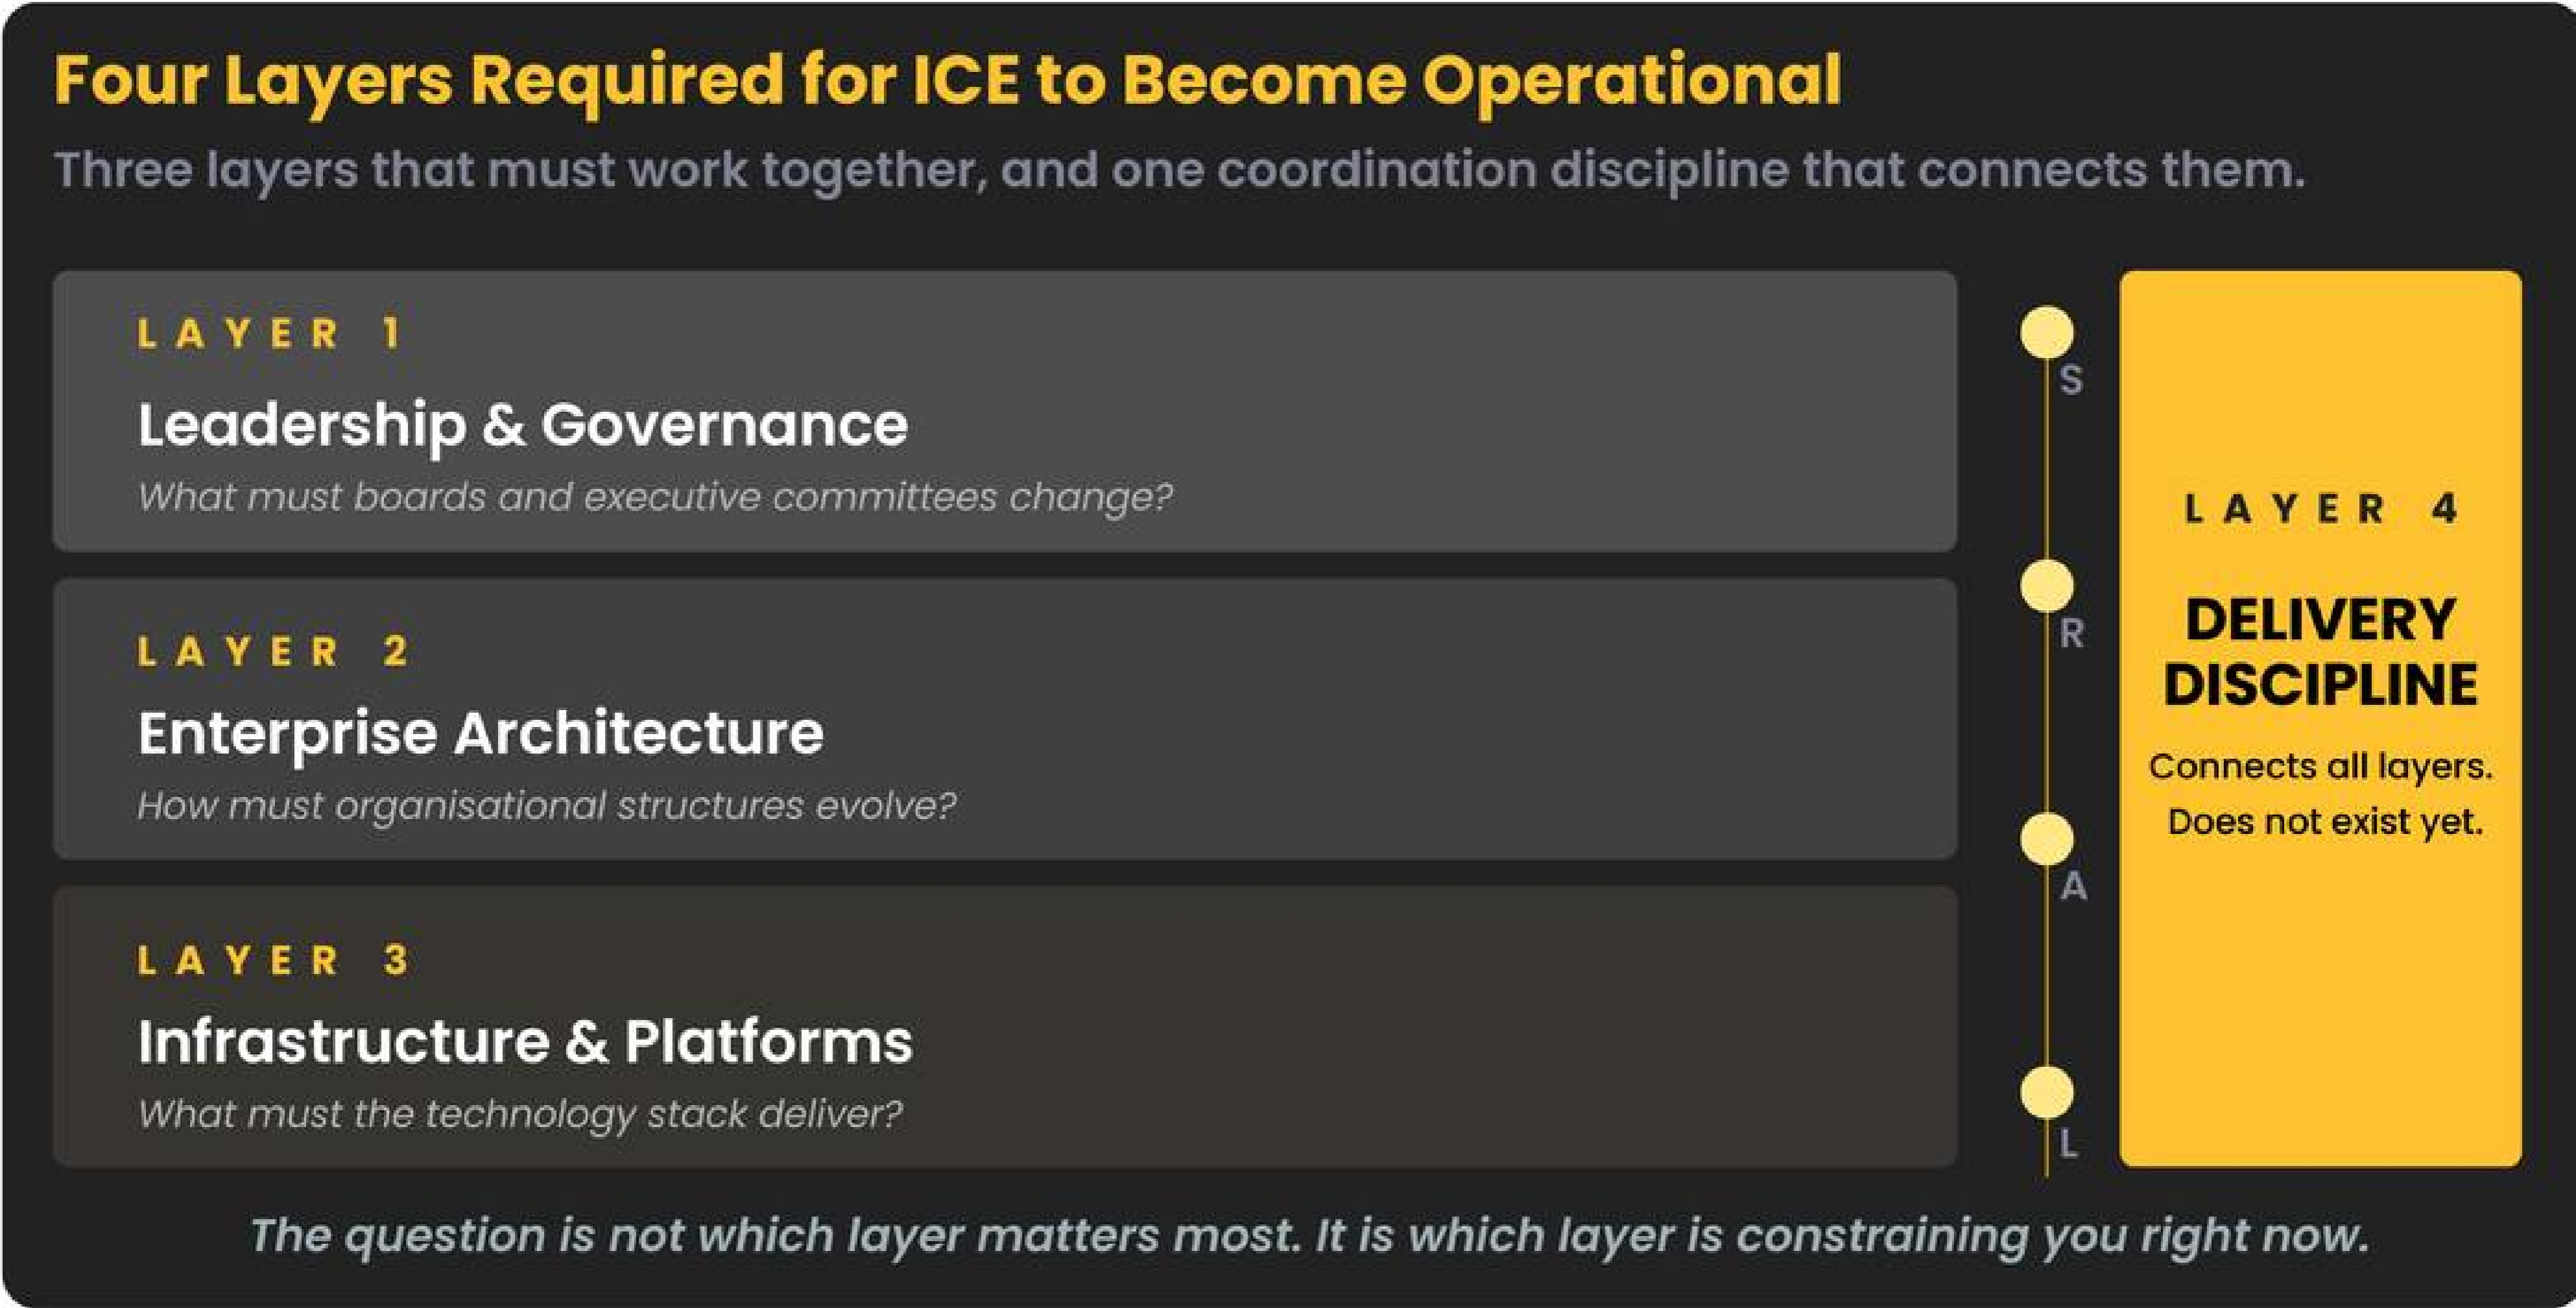 Four Layers Required for ICE to Become Operational
Three layers that must work together, and one coordination discipline that connects them.
LAYER 1
Leadership & Governance
What must boards and executive committees change?
LAYER 2
Enterprise Architecture
How must organisational structures evolve?
LAYER 3
Infrastructure & Platforms
What must the technology stack deliver?
S
R
A
L
LAYER 4
DELIVERY
DISCIPLINE
Connects all layers.
Does not exist yet.
The question is not which layer matters most. It is which layer is constraining you right now.